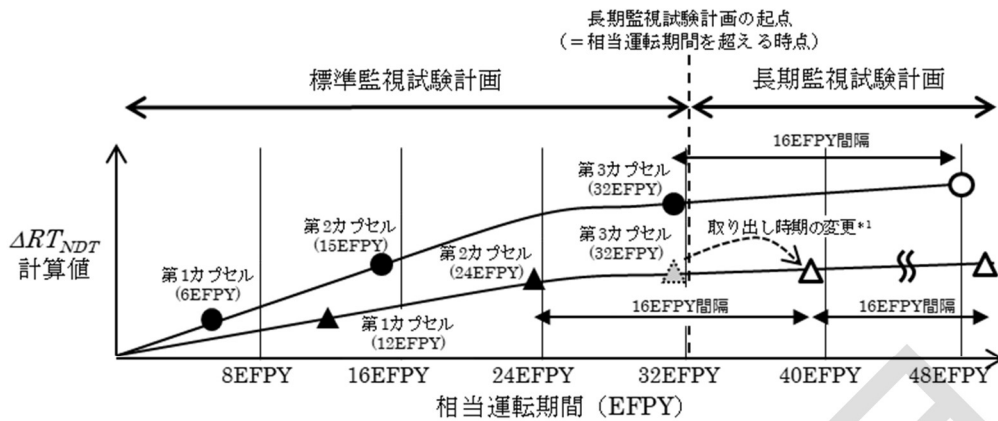 長期監視試験計画の起点
(＝相当運転期間を超える時点)
標準監視試験計画
長期監視試験計画
16EFPY間隔
第3カプセル
(32EFPY)
第2カプセル
(15EFPY)
第2カプセル
(24EFPY)
第3カプセル
(32EFPY)
取り出し時期の変更*1
ΔRTNDT
計算値
第1カプセル
(6EFPY)
第1カプセル
(12EFPY)
16EFPY間隔
16EFPY間隔
8EFPY 16EFPY 24EFPY 32EFPY 40EFPY 48EFPY
相当運転期間（EFPY）